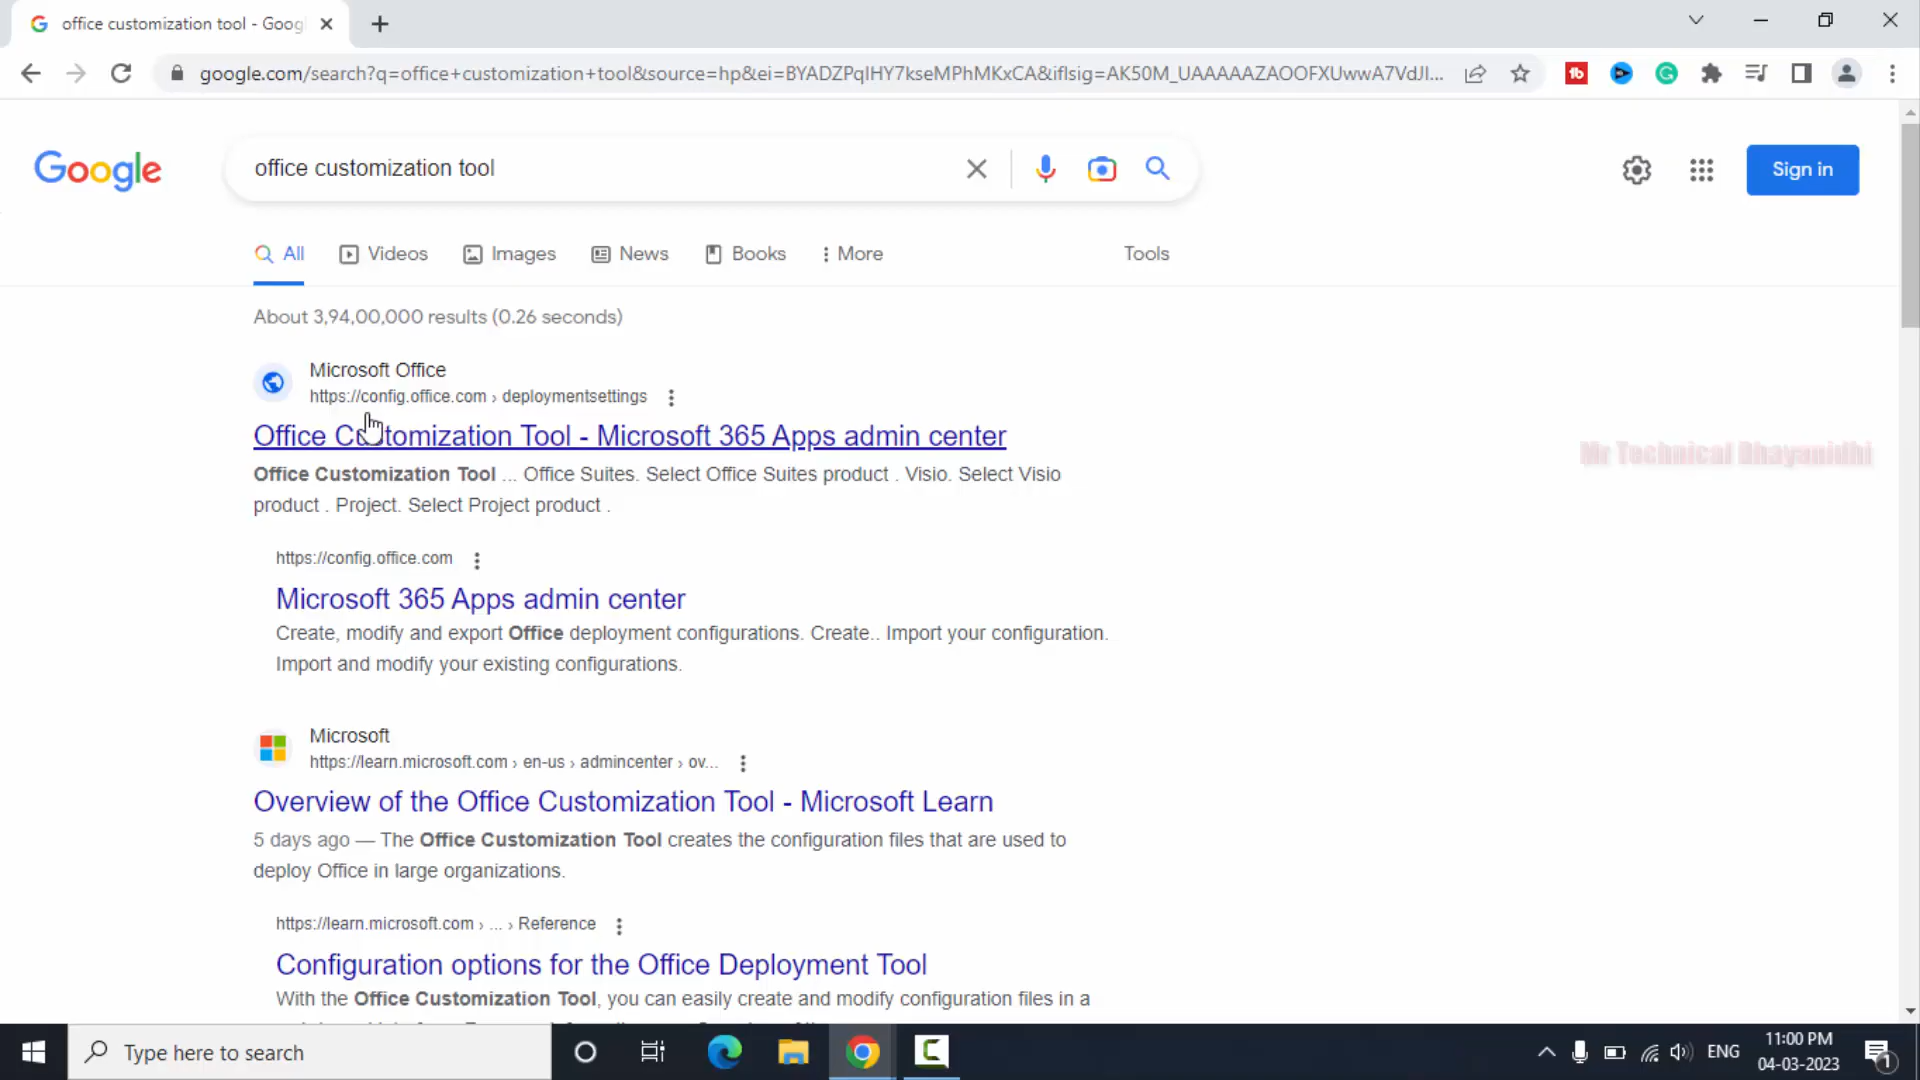 office customization tool - Goog
google.com/search?q=office+customization+tool&source=hp&ei=BYADZPqIHY7kseMPhMKxCA&iflsig=AK50M_UAAAAAZAOOFXUwwA7VdJl...
Google
office customization tool
Sign in
All
Videos
Images
News
Books
More
Tools
About 3,94,00,000 results (0.26 seconds)
Microsoft Office
https://config.office.com › deploymentsettings
Office Customization Tool - Microsoft 365 Apps admin center
Mr Technical Dhayanidhi
Office Customization Tool ... Office Suites. Select Office Suites product . Visio. Select Visio
product . Project. Select Project product .
https://config.office.com
Microsoft 365 Apps admin center
Create, modify and export Office deployment configurations. Create.. Import your configuration.
Import and modify your existing configurations.
Microsoft
https://learn.microsoft.com › en-us › admincenter › ov...
Overview of the Office Customization Tool - Microsoft Learn
5 days ago — The Office Customization Tool creates the configuration files that are used to
deploy Office in large organizations.
https://learn.microsoft.com › ... › Reference
Configuration options for the Office Deployment Tool
With the Office Customization Tool, you can easily create and modify configuration files in a
Type here to search
ENG
11:00 PM
04-03-2023
1